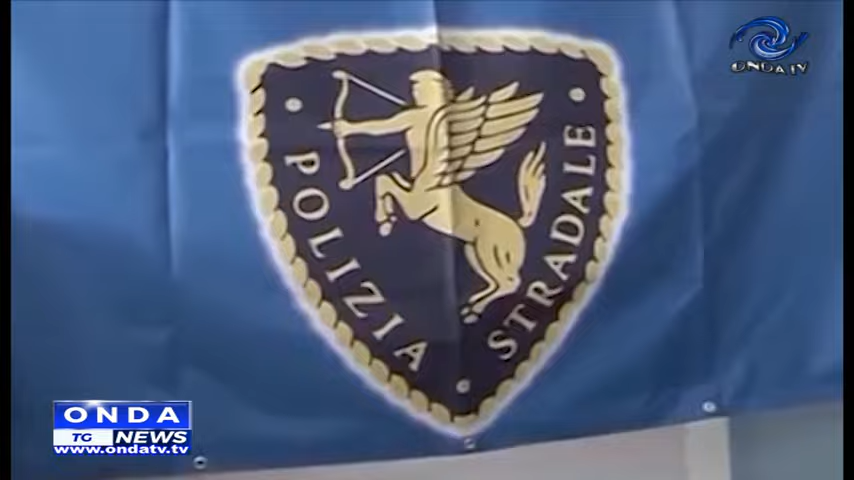 ONDA TV
POLIZIA
STRADALE
ONDA
TG NEWS
www.ondatv.tv